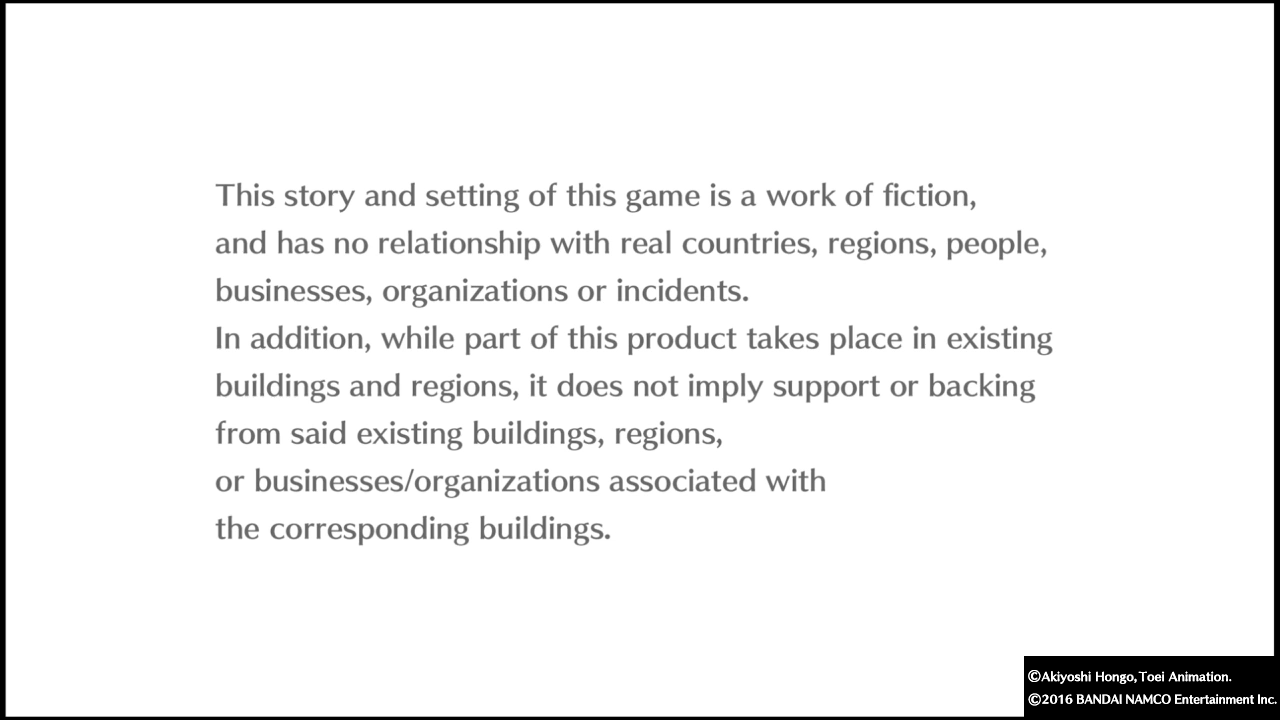 This story and setting of this game is a work of fiction,
and has no relationship with real countries, regions, people,
businesses, organizations or incidents.
In addition, while part of this product takes place in existing
buildings and regions, it does not imply support or backing
from said existing buildings, regions,
or businesses/organizations associated with
the corresponding buildings.
©Akiyoshi Hongo, Toei Animation.
©2016 BANDAI NAMCO Entertainment Inc.